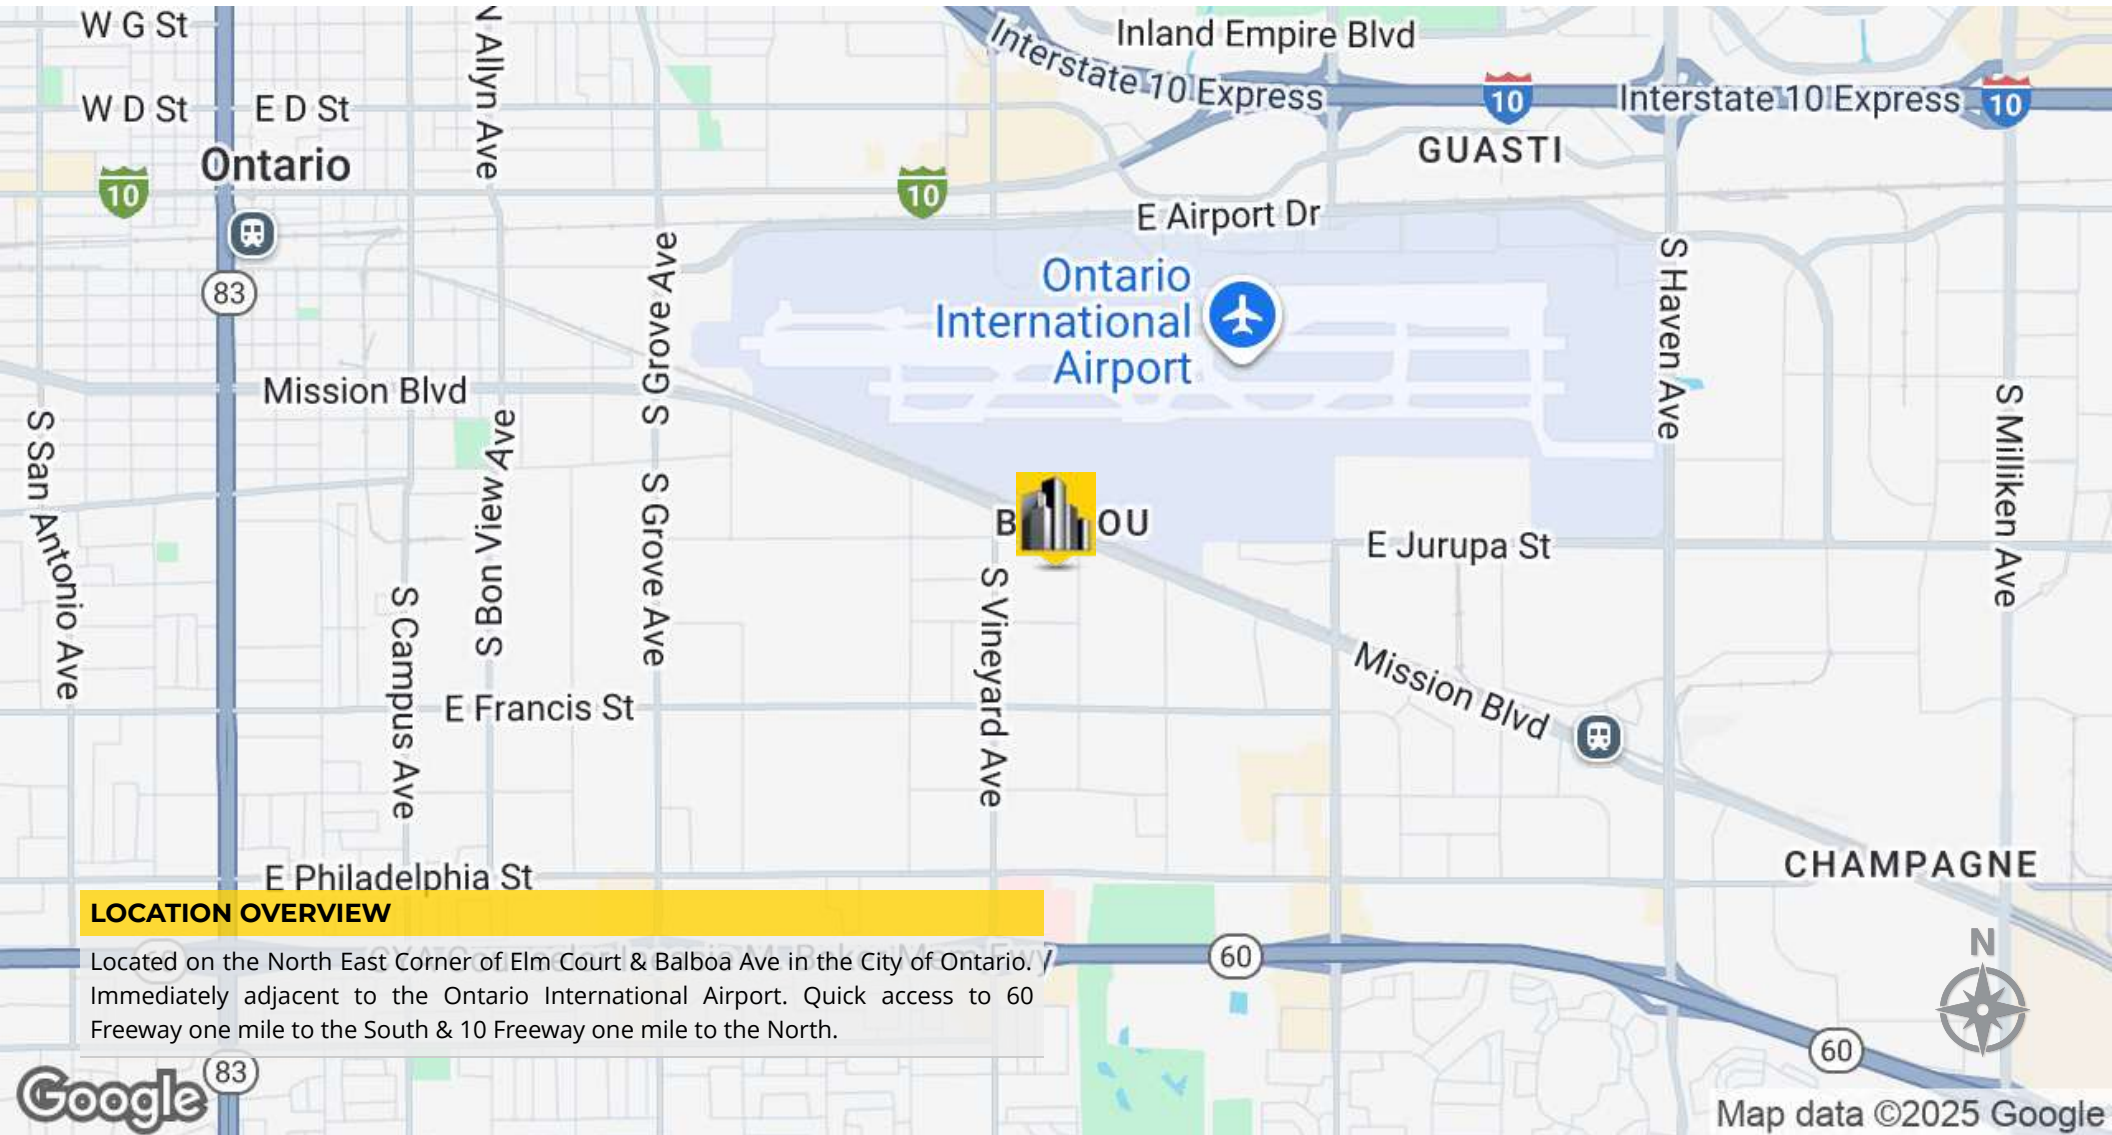 W G St
N Allyn Ave
Interstate 10 Express
Inland Empire Blvd
W D St
E D St
10
Interstate 10 Express
10
Ontario
GUASTI
10
10
E Airport Dr
83
S Grove Ave
Ontario
International
Airport
S Haven Ave
Mission Blvd
S San Antonio Ave
S Bon View Ave
S Grove Ave
S Milliken Ave
B
OU
E Jurupa St
S Campus Ave
S Vineyard Ave
Mission Blvd
E Francis St
CHAMPAGNE
E Philadelphia St
LOCATION OVERVIEW
N
Located on the North East Corner of Elm Court & Balboa Ave in the City of Ontario.
Immediately adjacent to the Ontario International Airport. Quick access to 60
Freeway one mile to the South & 10 Freeway one mile to the North.
60
60
60
83
Google
Map data ©2025 Google